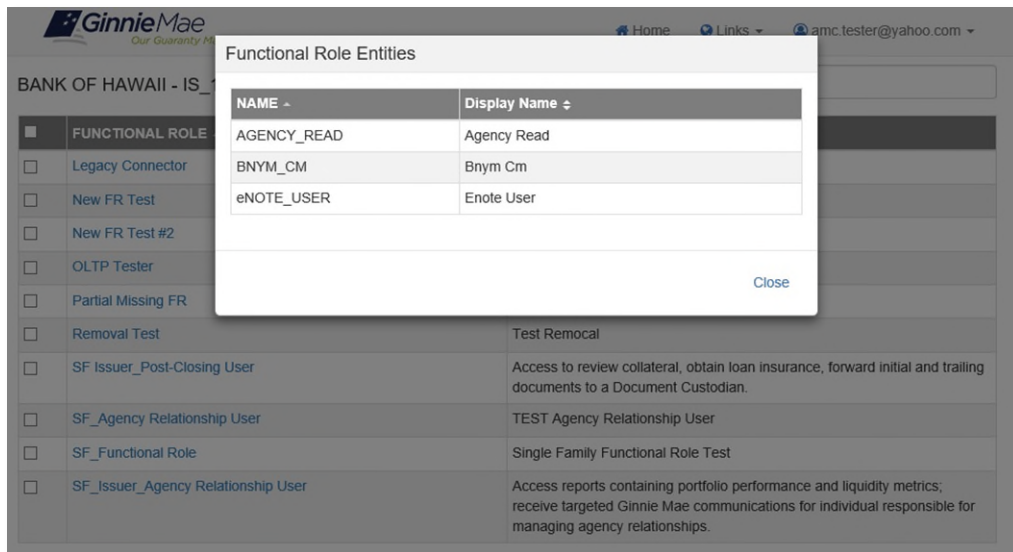 GinnieMae
Our Guaranty M
Home Links amc.tester@yahoo.com
Functional Role Entities
BANK OF HAWAII - IS_
NAME Display Name
AGENCY_READ Agency Read
BNYM_CM Bnym Cm
eNOTE_USER Enote User
Close
FUNCTIONAL ROLE
Legacy Connector
New FR Test
New FR Test #2
OLTP Tester
Partial Missing FR
Removal Test Test Remocal
SF Issuer_Post-Closing User Access to review collateral, obtain loan insurance, forward initial and trailing
documents to a Document Custodian.
SF_Agency Relationship User TEST Agency Relationship User
SF_Functional Role Single Family Functional Role Test
SF_Issuer_Agency Relationship User Access reports containing portfolio performance and liquidity metrics;
receive targeted Ginnie Mae communications for individual responsible for
managing agency relationships.